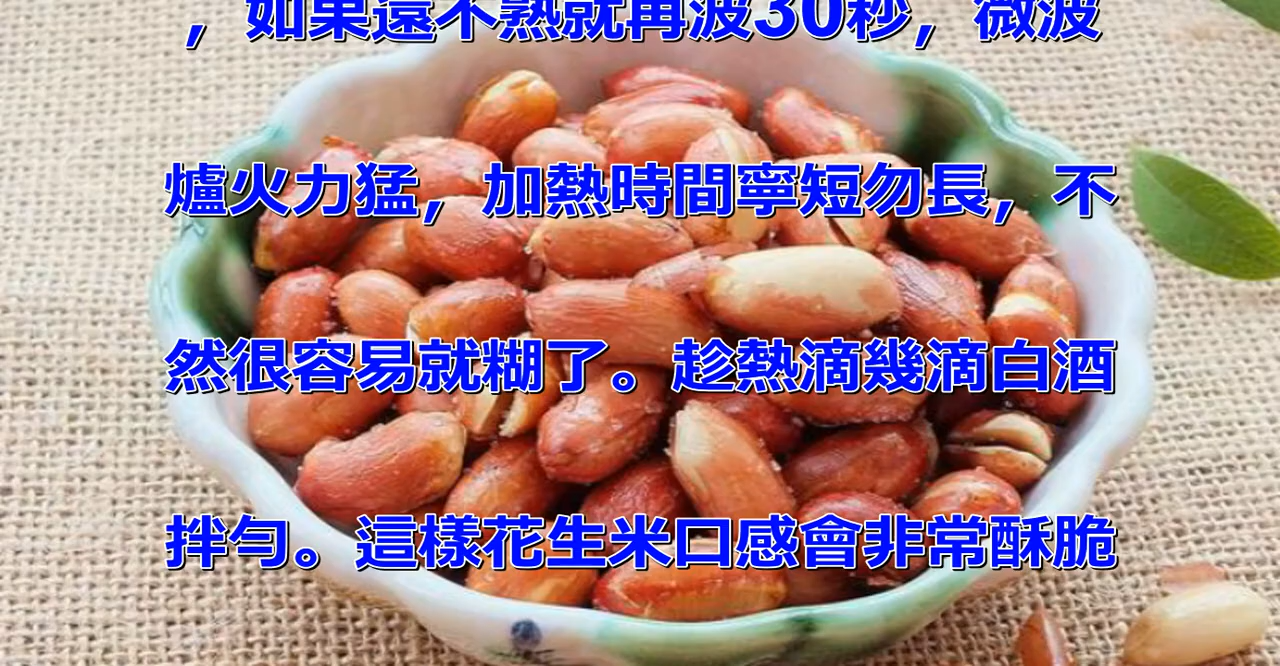 ，如果還不熟就再波30秒，微波
爐火力猛，加熱時間寧短勿長，不
然很容易就糊了。趁熱滴幾滴白酒
拌勻。這樣花生米口感會非常酥脆